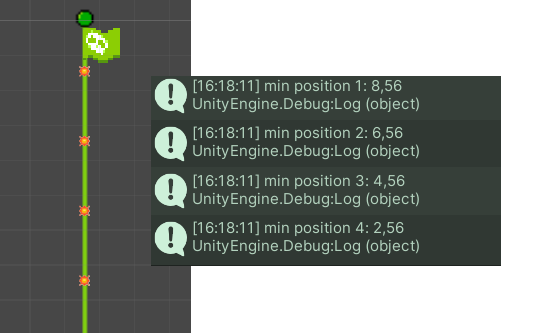 [16:18:11] min position 1: 8,56
UnityEngine.Debug:Log (object)
[16:18:11] min position 2: 6,56
UnityEngine.Debug:Log (object)
[16:18:11] min position 3: 4,56
UnityEngine.Debug:Log (object)
[16:18:11] min position 4: 2,56
UnityEngine.Debug:Log (object)